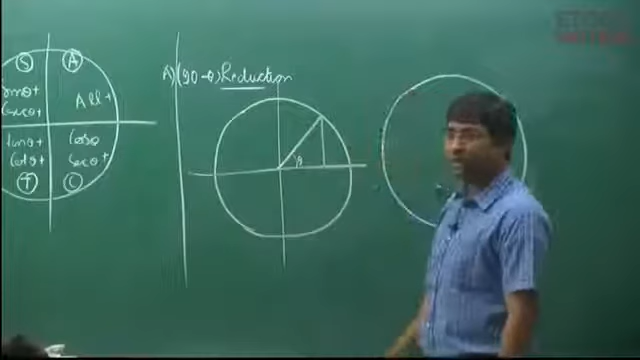 S A
Sinθ+
Cosecθ+ All+
tanθ+ Cosθ
Cotθ+ Secθ+
T C
A) (90-θ) Reduction
θ